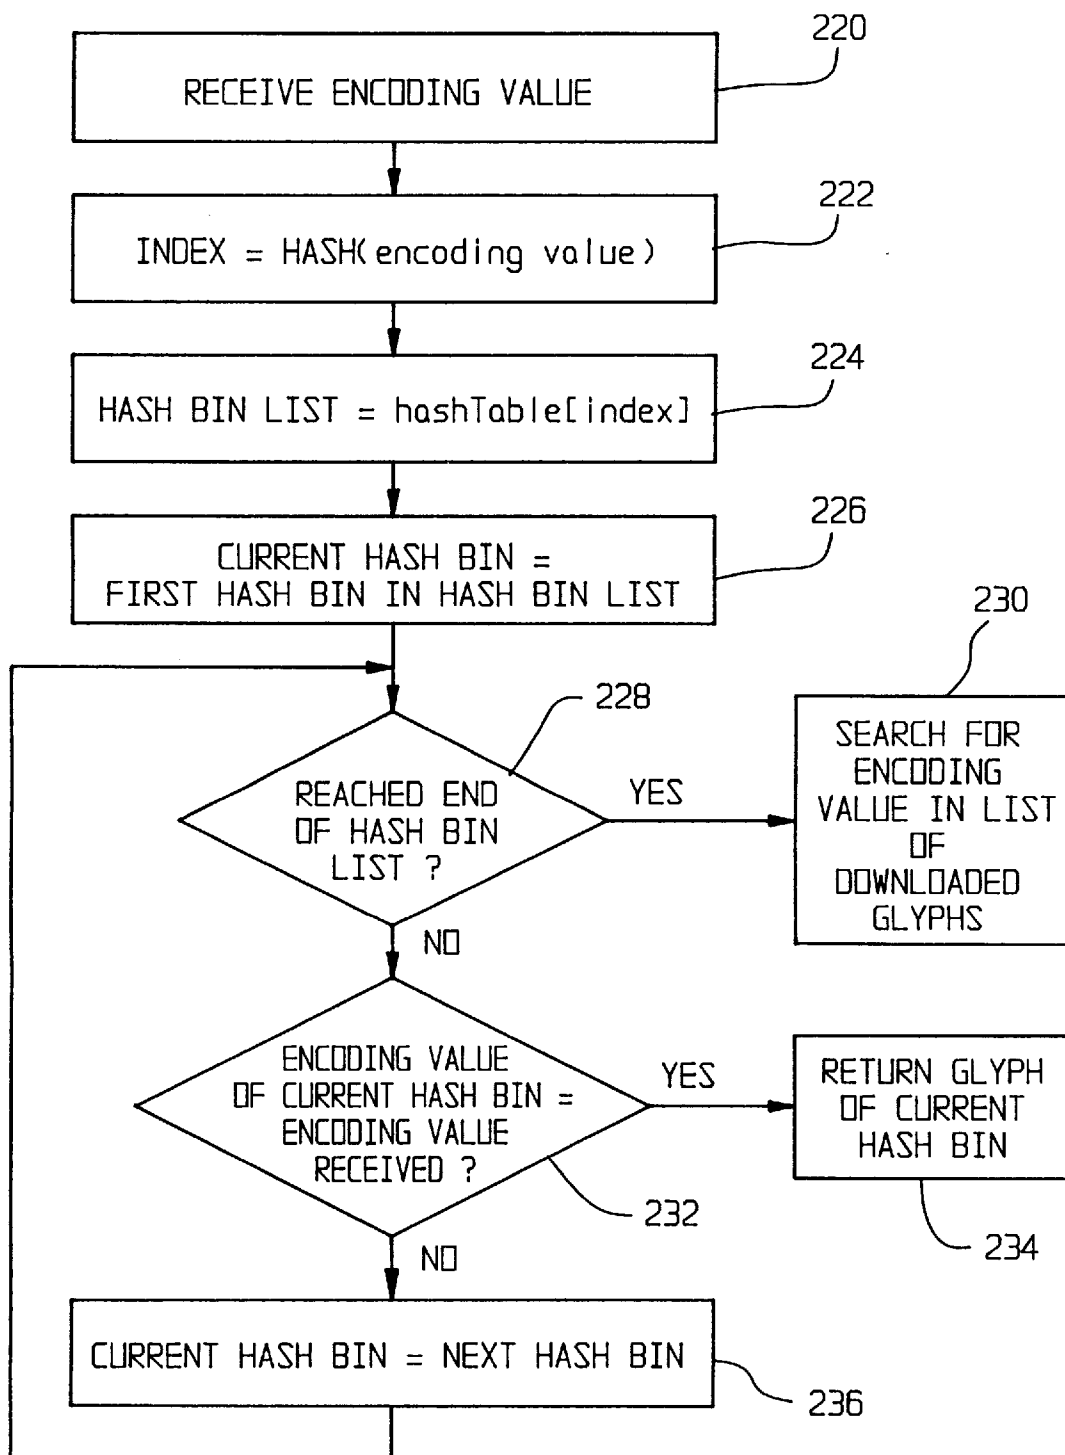 220
RECEIVE ENCODING VALUE
222
INDEX = HASH(encoding value)
224
HASH BIN LIST = hashTable[index]
226
CURRENT HASH BIN =
FIRST HASH BIN IN HASH BIN LIST
230
228
SEARCH FOR
ENCODING
VALUE IN LIST
OF
DOWNLOADED
GLYPHS
REACHED END
OF HASH BIN
LIST ?
YES
NO
ENCODING VALUE
OF CURRENT HASH BIN =
ENCODING VALUE
RECEIVED ?
YES
RETURN GLYPH
OF CURRENT
HASH BIN
232
234
NO
CURRENT HASH BIN = NEXT HASH BIN
236